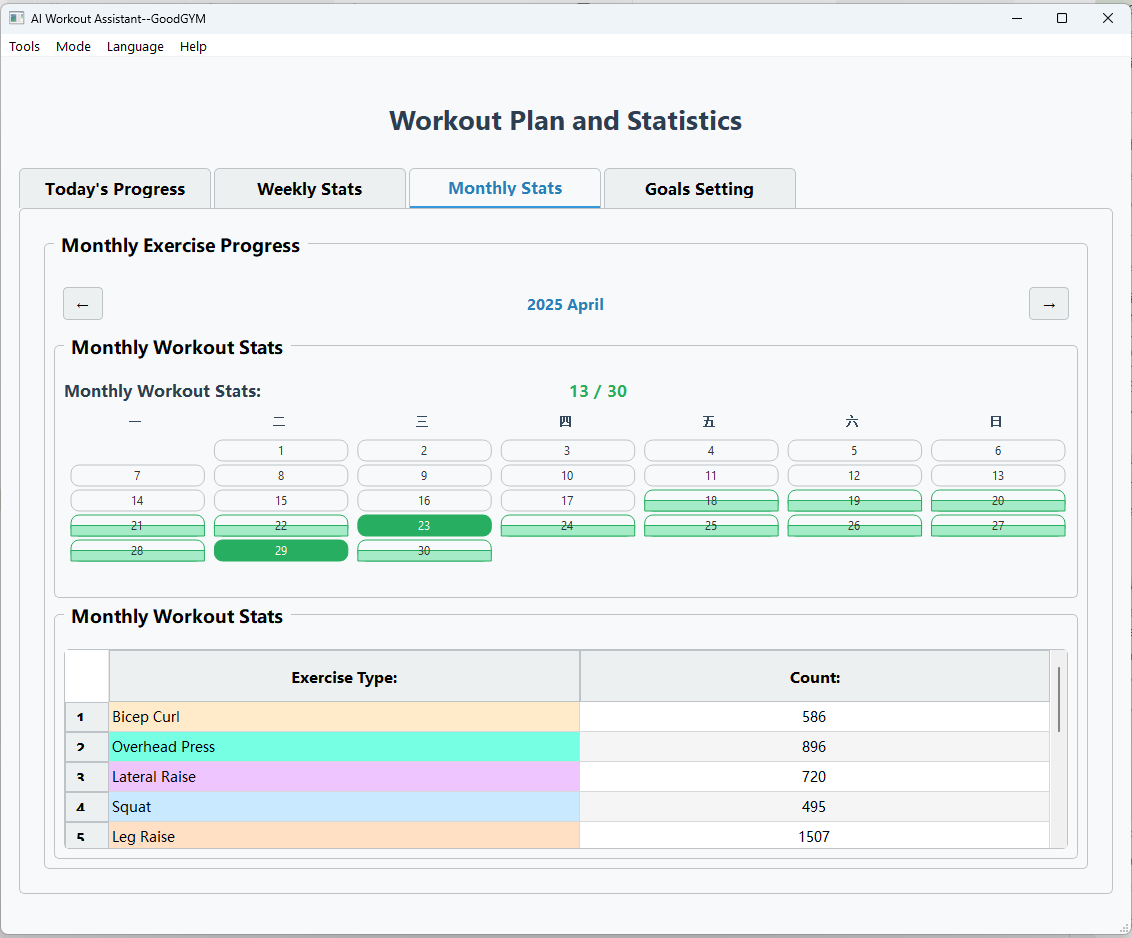 AI Workout Assistant--GoodGYM
Tools Mode Language Help
Workout Plan and Statistics
Today's Progress Weekly Stats Monthly Stats Goals Setting
Monthly Exercise Progress
← 2025 April →
Monthly Workout Stats
Monthly Workout Stats: 13 / 30
一 二 三 四 五 六 日
1 2 3 4 5 6
7 8 9 10 11 12 13
14 15 16 17 18 19 20
21 22 23 24 25 26 27
28 29 30
Monthly Workout Stats
Exercise Type: Count:
1 Bicep Curl 586
2 Overhead Press 896
3 Lateral Raise 720
4 Squat 495
5 Leg Raise 1507